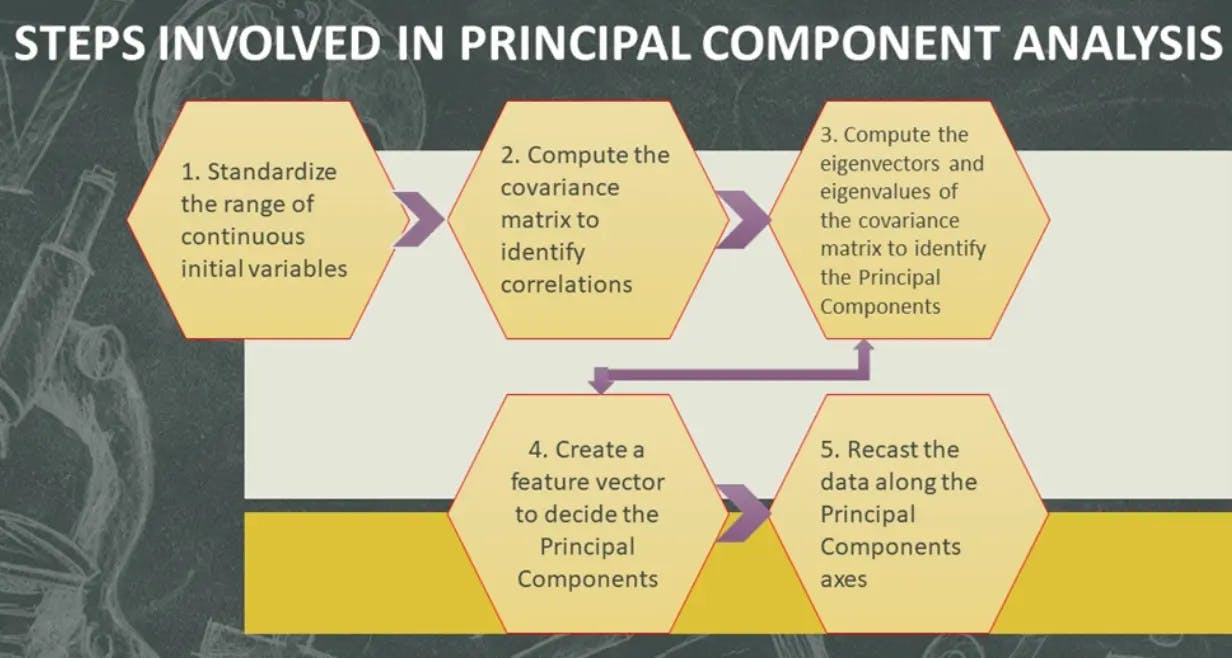 STEPS INVOLVED IN PRINCIPAL COMPONENT ANALYSIS
1. Standardize
the range of
continuous
initial variables
2. Compute the
covariance
matrix to
identify
correlations
3. Compute the
eigenvectors and
eigenvalues of
the covariance
matrix to identify
the Principal
Components
4. Create a
feature vector
to decide the
Principal
Components
5. Recast the
data along the
Principal
Components
axes